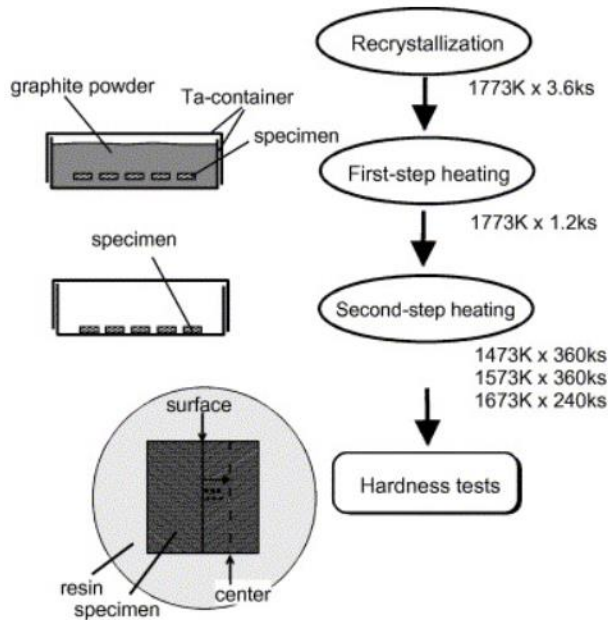 Recrystallization
graphite powder
1773K x 3.6ks
Ta-container
specimen
First-step heating
1773K x 1.2ks
specimen
Second-step heating
1473K x 360ks
1573K x 360ks
1673K x 240ks
surface
Hardness tests
resin
specimen
center